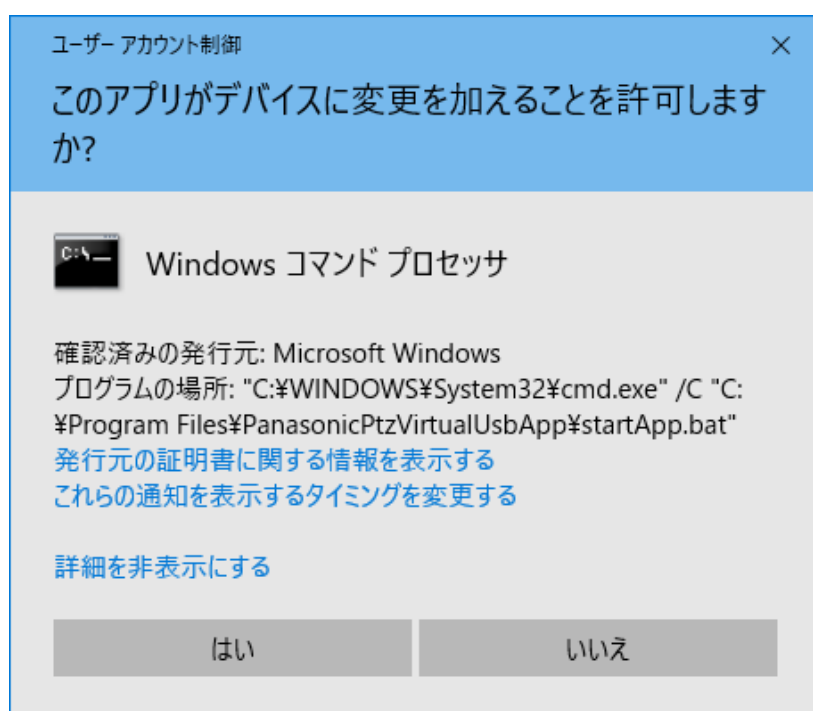 ユーザー アカウント制御
このアプリがデバイスに変更を加えることを許可します
か?
C:\
Windows コマンド プロセッサ
確認済みの発行元: Microsoft Windows
プログラムの場所: "C:¥WINDOWS¥System32¥cmd.exe" /C "C:
¥Program Files¥PanasonicPtzVirtualUsbApp¥startApp.bat"
発行元の証明書に関する情報を表示する
これらの通知を表示するタイミングを変更する
詳細を非表示にする
はい
いいえ